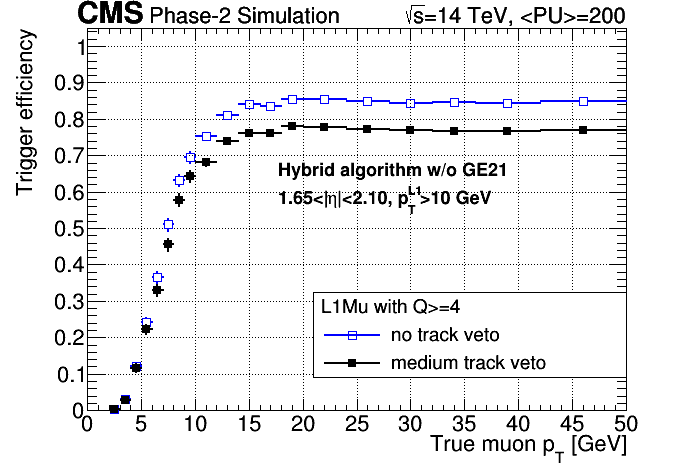 CMS Phase-2 Simulation √s=14 TeV, <PU>=200
Trigger efficiency
1
0.9
0.8
0.7
0.6
0.5
0.4
0.3
0.2
0.1
0
Hybrid algorithm w/o GE21
1.65<|η|<2.10, p_T^L1>10 GeV
L1Mu with Q>=4
no track veto
medium track veto
0 5 10 15 20 25 30 35 40 45 50
True muon p_T [GeV]